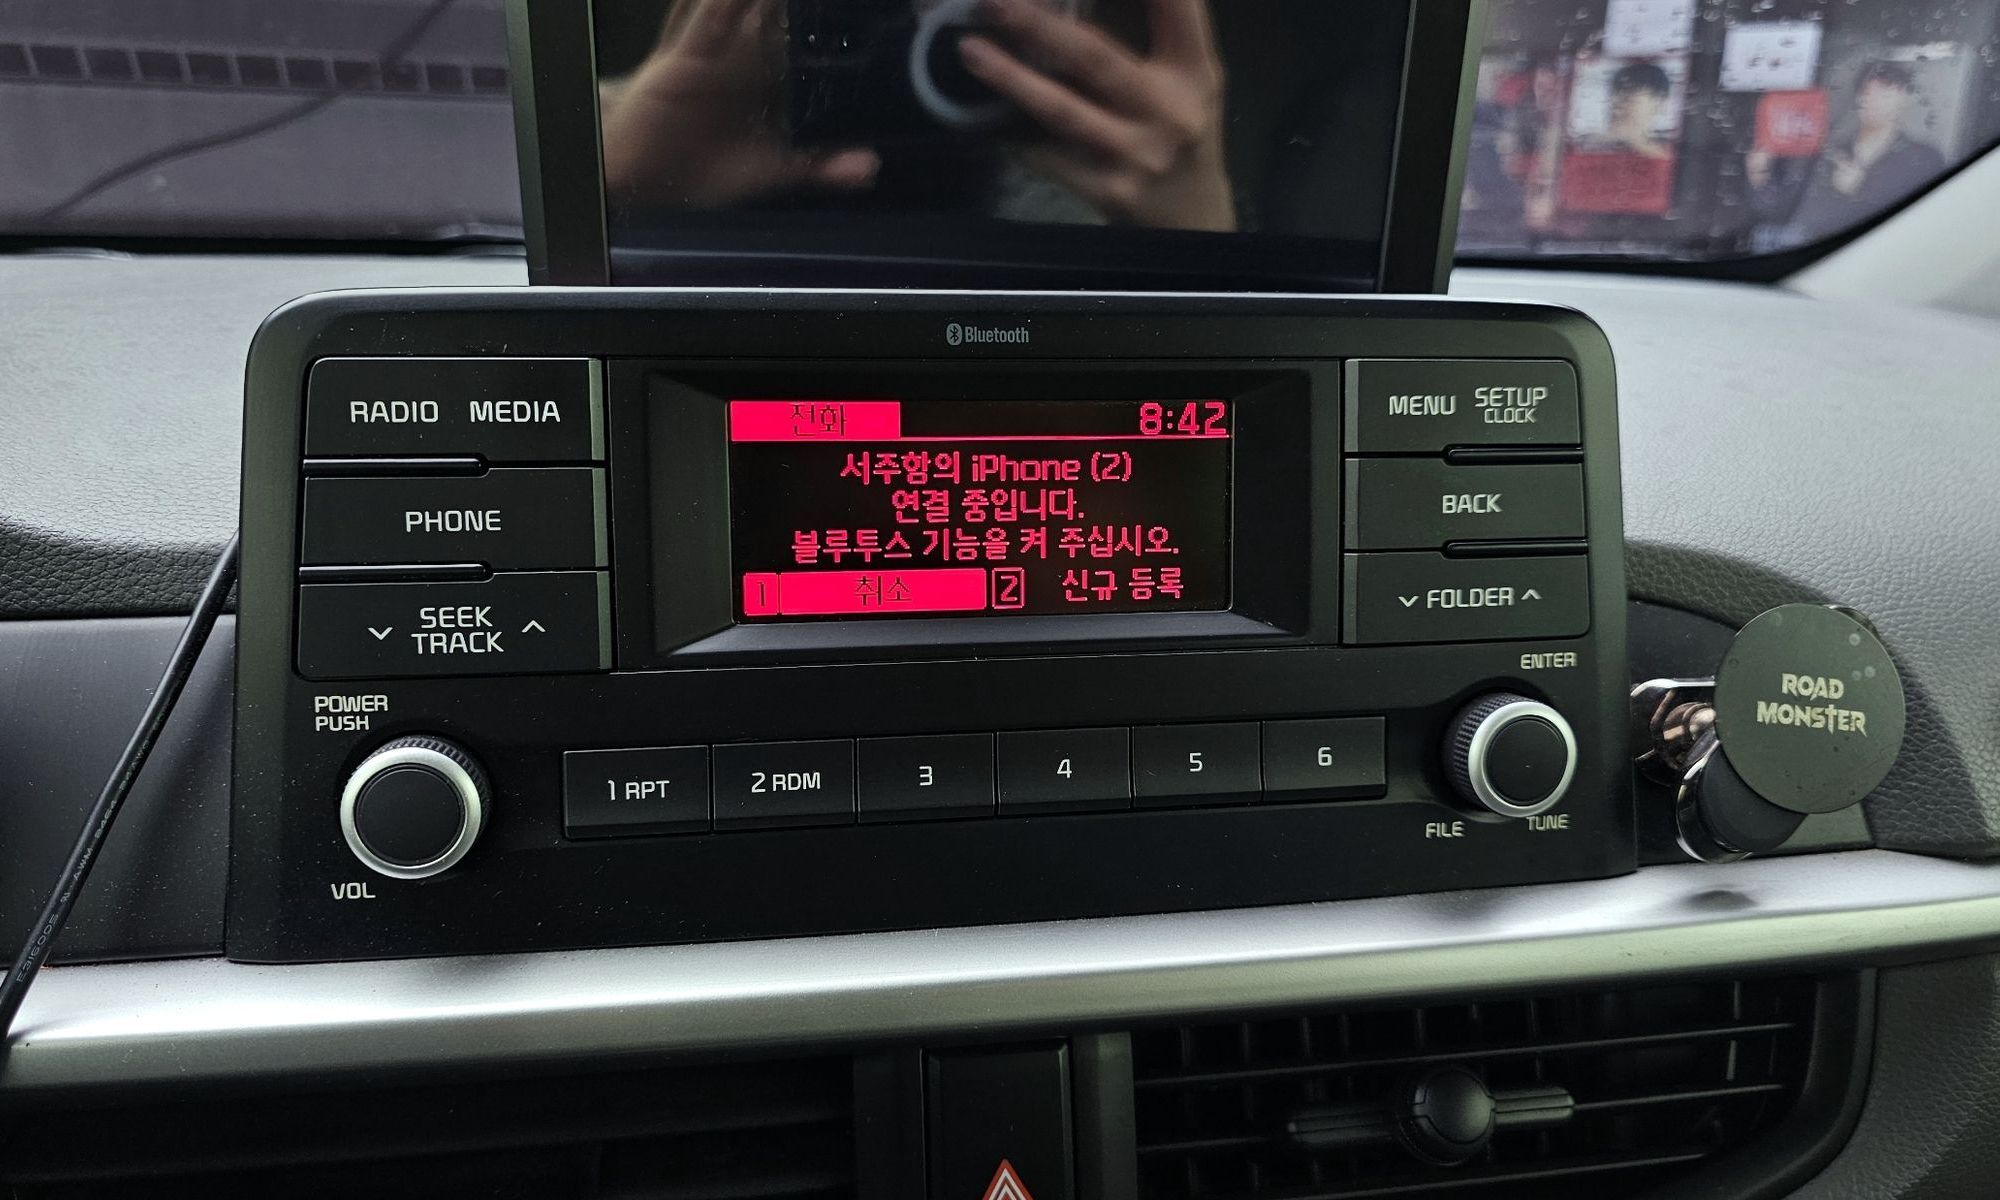 Bluetooth
RADIO MEDIA
PHONE
SEEK
TRACK
POWER
PUSH
VOL
전화 8:42
서주함의 iPhone (2)
연결 중입니다.
블루투스 기능을 켜 주십시오.
1 취소 2 신규 등록
MENU SETUP
CLOCK
BACK
FOLDER
ENTER
FILE TUNE
1 RPT 2 RDM 3 4 5 6
ROAD
MONSTER